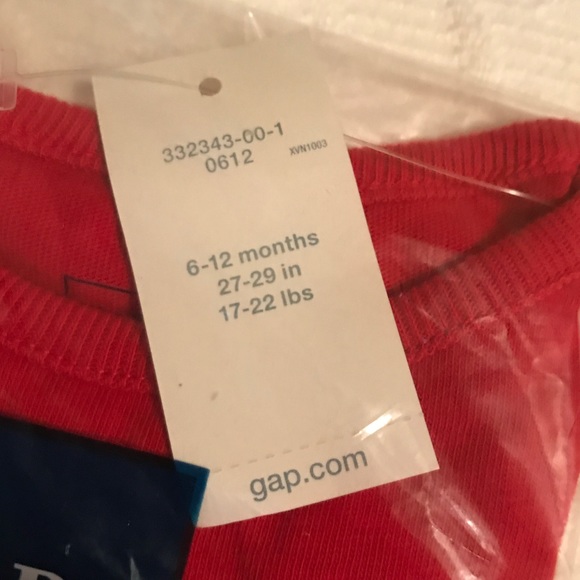 332343-00-1
0612
XVN1003
6-12 months
27-29 in
17-22 lbs
gap.com